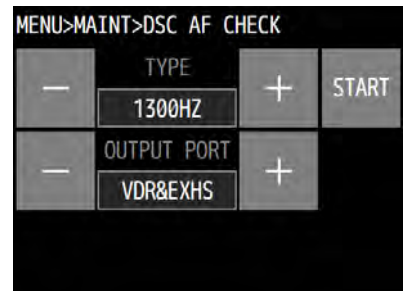 MENU>MAINT>DSC AF CHECK
TYPE
− 1300HZ + START
OUTPUT PORT
− VDR&EXHS +